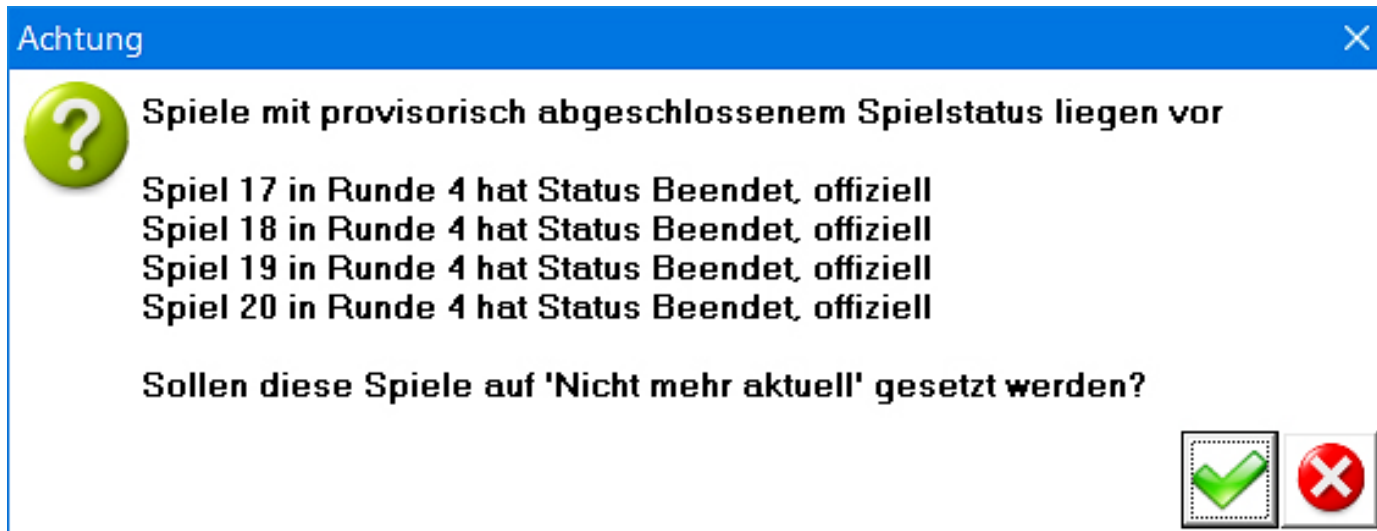 Achtung
Spiele mit provisorisch abgeschlossenem Spielstatus liegen vor
Spiel 17 in Runde 4 hat Status Beendet, offiziell
Spiel 18 in Runde 4 hat Status Beendet, offiziell
Spiel 19 in Runde 4 hat Status Beendet, offiziell
Spiel 20 in Runde 4 hat Status Beendet, offiziell
Sollen diese Spiele auf 'Nicht mehr aktuell' gesetzt werden?